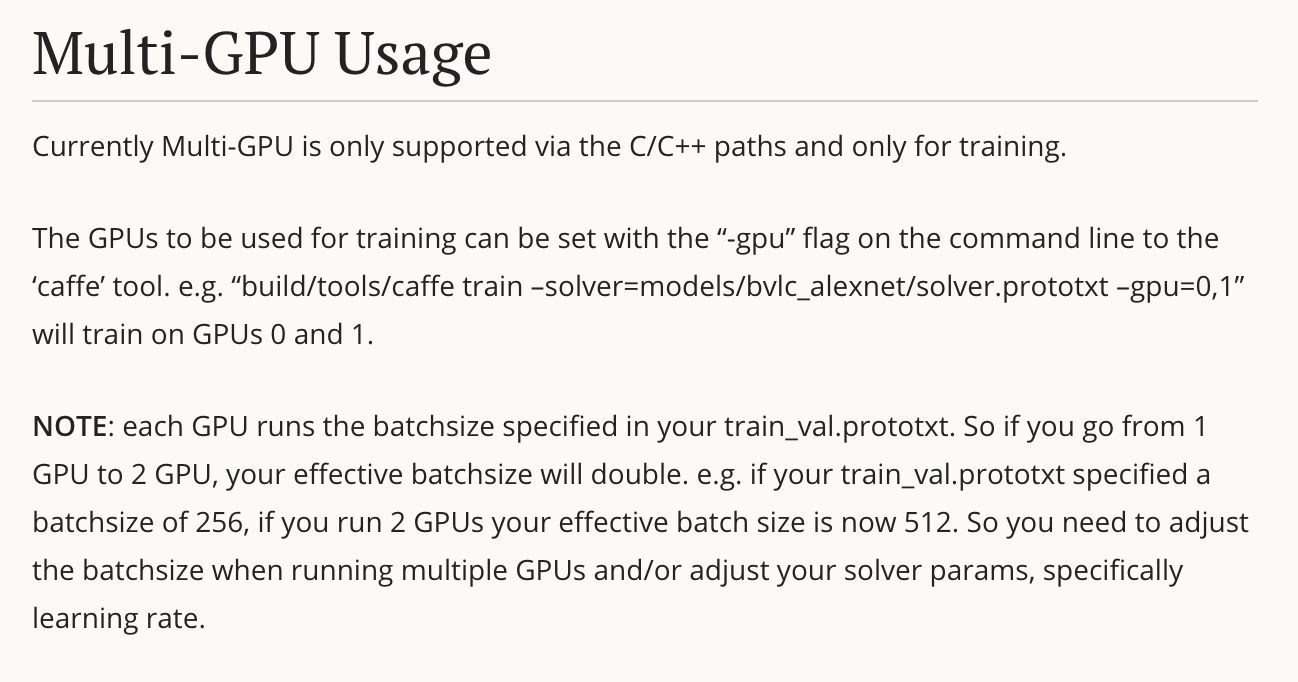 Multi-GPU Usage
Currently Multi-GPU is only supported via the C/C++ paths and only for training.
The GPUs to be used for training can be set with the “-gpu” flag on the command line to the
‘caffe’ tool. e.g. “build/tools/caffe train –solver=models/bvlc_alexnet/solver.prototxt –gpu=0,1”
will train on GPUs 0 and 1.
NOTE: each GPU runs the batchsize specified in your train_val.prototxt. So if you go from 1
GPU to 2 GPU, your effective batchsize will double. e.g. if your train_val.prototxt specified a
batchsize of 256, if you run 2 GPUs your effective batch size is now 512. So you need to adjust
the batchsize when running multiple GPUs and/or adjust your solver params, specifically
learning rate.